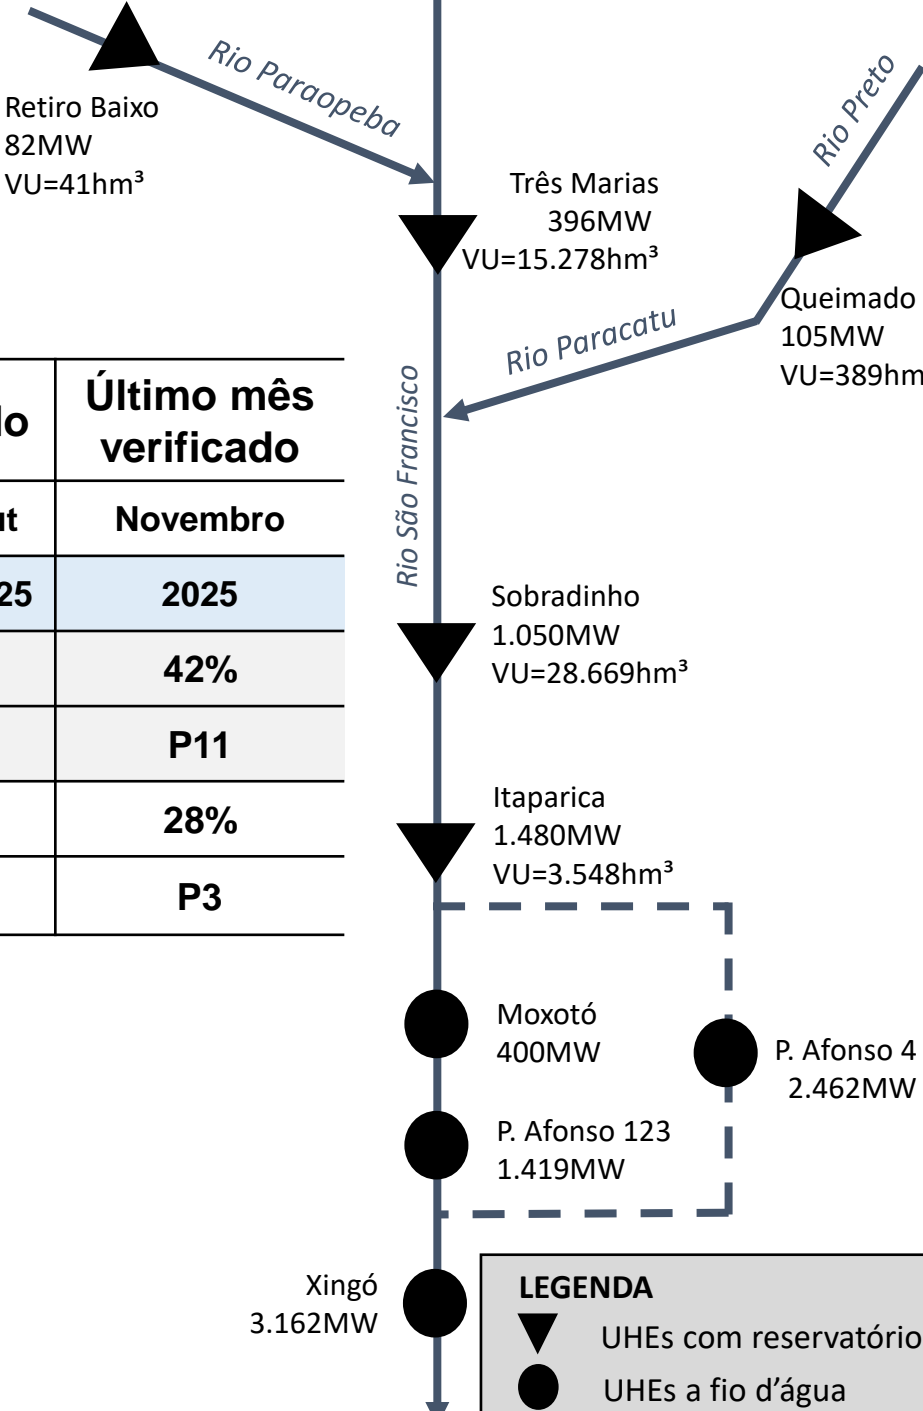 Rio Paraopeba
Rio Preto
Retiro Baixo
82MW
VU=41hm³
Três Marias
396MW
VU=15.278hm³
Queimado
105MW
VU=389hm
Rio Paracatu
Rio São Francisco
Último mês
verificado
Novembro
25
2025
42%
P11
28%
P3
Sobradinho
1.050MW
VU=28.669hm³
Itaparica
1.480MW
VU=3.548hm³
Moxotó
400MW
P. Afonso 4
2.462MW
P. Afonso 123
1.419MW
Xingó
3.162MW
LEGENDA
UHEs com reservatório
UHEs a fio d’água